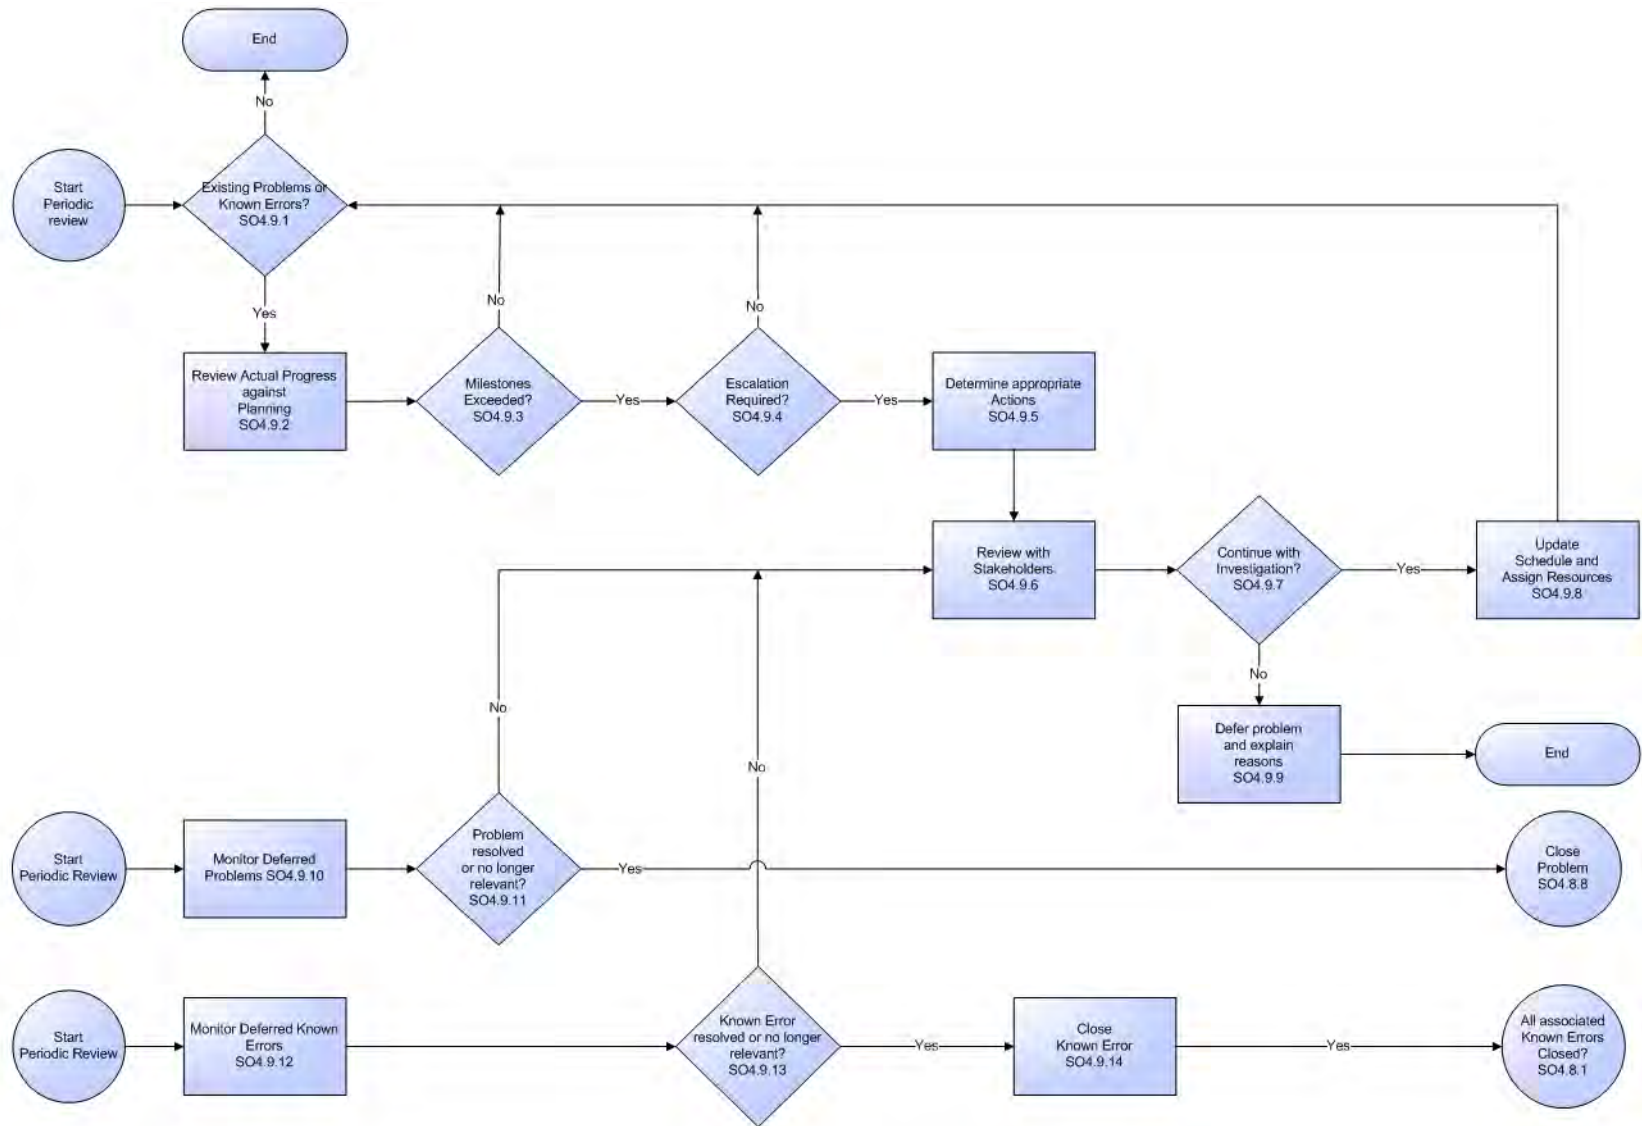 End
No
Start
Periodic
review
Existing Problems or
Known Errors?
SO4.9.1
Yes
No
No
Review Actual Progress
against
Planning
SO4.9.2
Milestones
Exceeded?
SO4.9.3
Yes
Escalation
Required?
SO4.9.4
Yes
Determine appropriate
Actions
SO4.9.5
Review with
Stakeholders
SO4.9.6
Continue with
Investigation?
SO4.9.7
Yes
Update
Schedule and
Assign Resources
SO4.9.8
No
Defer problem
and explain
reasons
SO4.9.9
End
No
No
Start
Periodic Review
Monitor Deferred
Problems SO4.9.10
Problem
resolved
or no longer
relevant?
SO4.9.11
Yes
Close
Problem
SO4.8.8
Start
Periodic Review
Monitor Deferred Known
Errors
SO4.9.12
Known Error
resolved or no longer
relevant?
SO4.9.13
Yes
Close
Known Error
SO4.9.14
Yes
All associated
Known Errors
Closed?
SO4.8.1